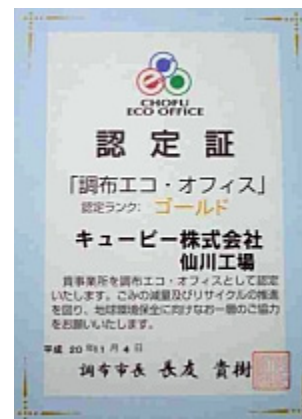 CHOFU
ECO OFFICE
認定証
「調布エコ・オフィス」
認定ランク: ゴールド
キューピー株式会社
仙川工場
貴事業所を調布エコ・オフィスとして認定
いたします。ごみの減量及びリサイクルの推進
を図り、地球環境保全に向けなお一層のご協力
をお願いいたします。
平成 20 年11 月 4 日
調布市長 長友 貴樹